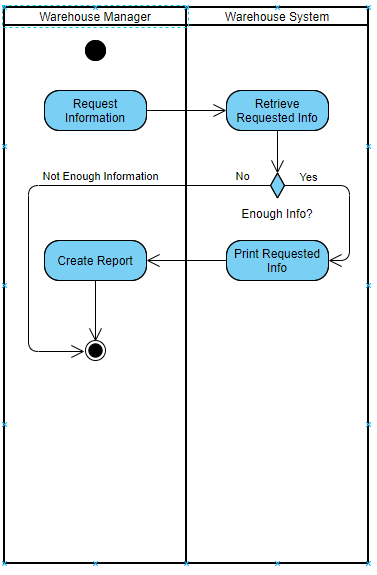 Warehouse Manager
Warehouse System
Request
Information
Retrieve
Requested Info
Not Enough Information
No
Yes
Enough Info?
Create Report
Print Requested
Info